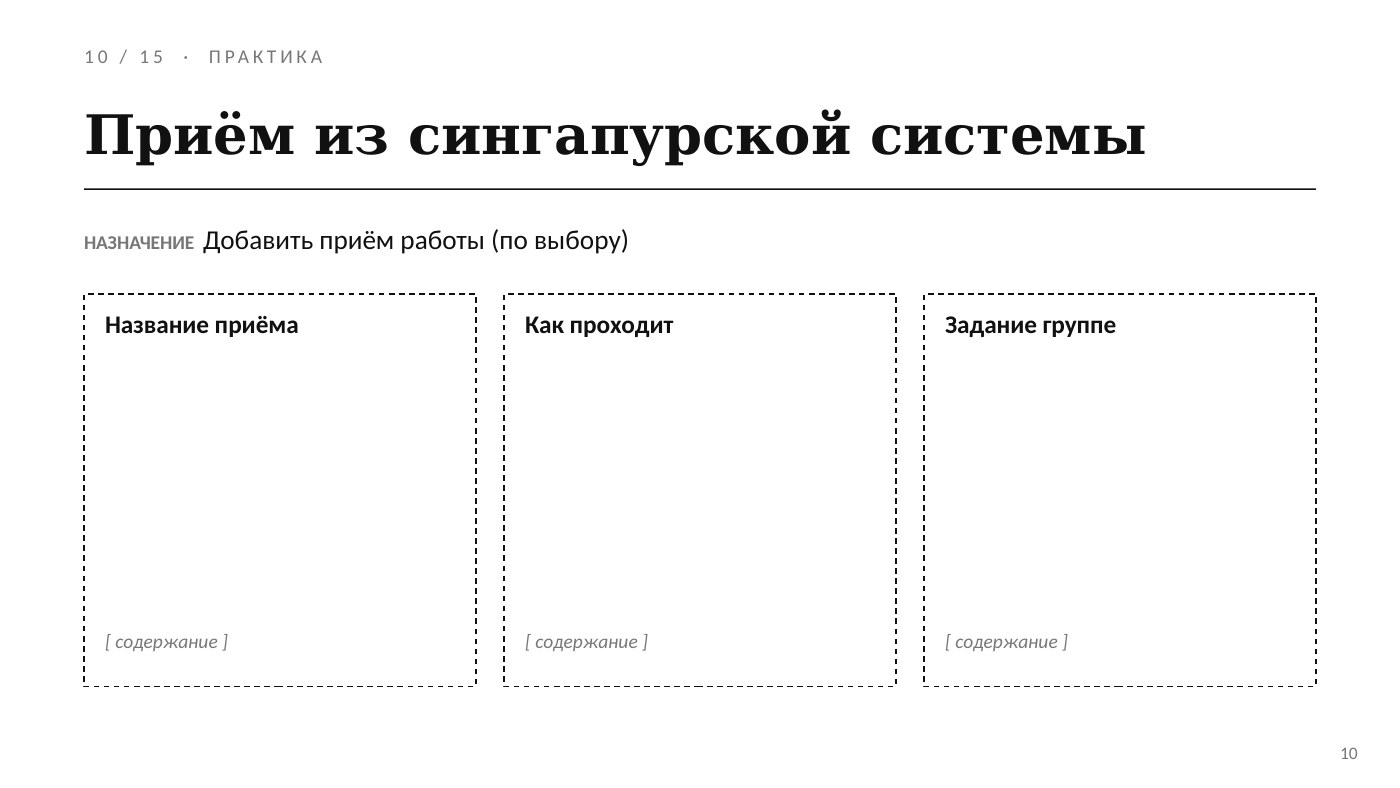 10 / 15 · ПРАКТИКА
Приём из сингапурской системы
НАЗНАЧЕНИЕ Добавить приём работы (по выбору)
Название приёма
[ содержание ]
Как проходит
[ содержание ]
Задание группе
[ содержание ]
10